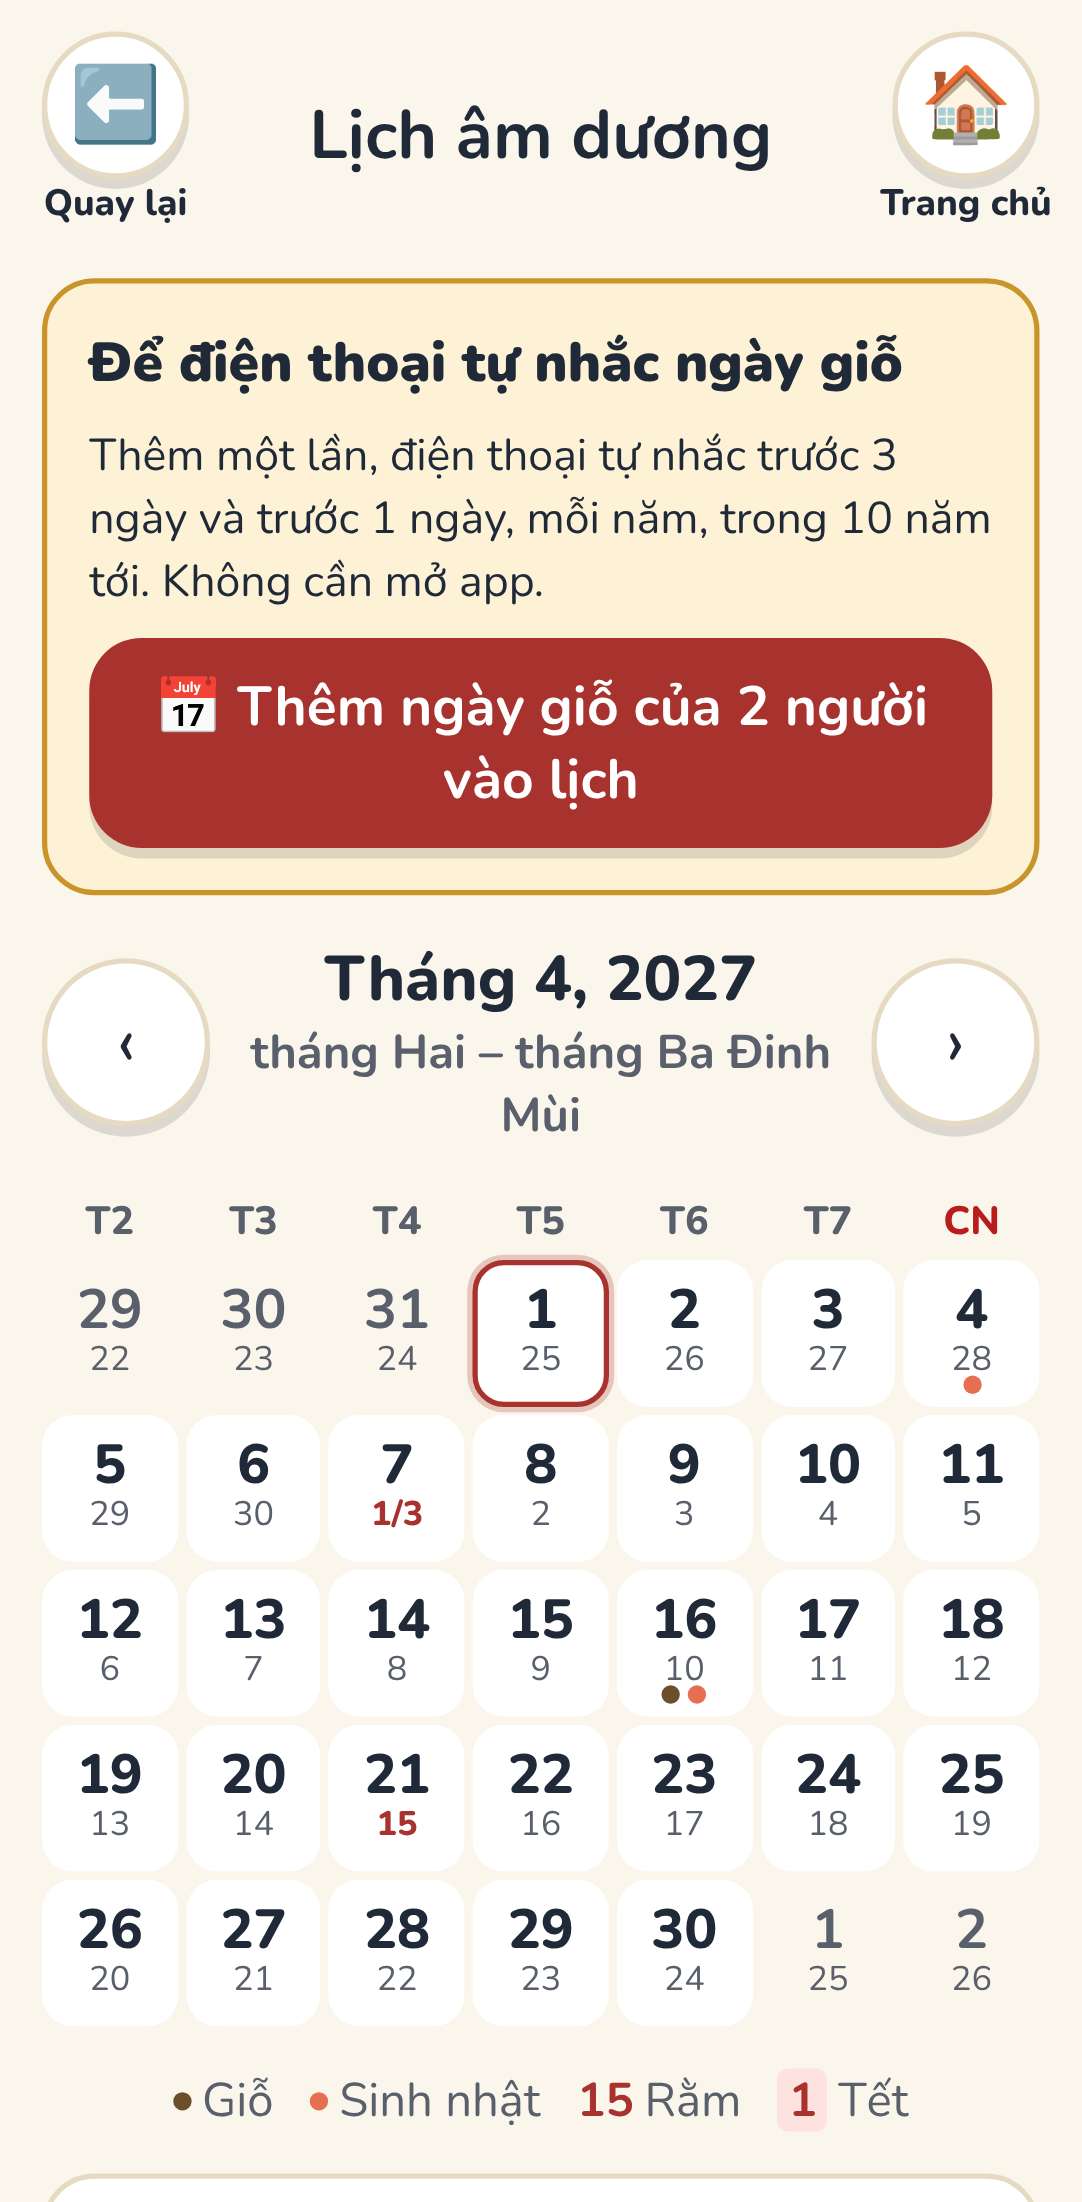 Lịch âm dương
Quay lại
Trang chủ
Để điện thoại tự nhắc ngày giỗ
Thêm một lần, điện thoại tự nhắc trước 3
ngày và trước 1 ngày, mỗi năm, trong 10 năm
tới. Không cần mở app.
July 17 Thêm ngày giỗ của 2 người
vào lịch
‹ Tháng 4, 2027 ›
tháng Hai – tháng Ba Đinh
Mùi
T2 T3 T4 T5 T6 T7 CN
29 30 31 1 2 3 4
22 23 24 25 26 27 28
5 6 7 8 9 10 11
29 30 1/3 2 3 4 5
12 13 14 15 16 17 18
6 7 8 9 10 11 12
19 20 21 22 23 24 25
13 14 15 16 17 18 19
26 27 28 29 30 1 2
20 21 22 23 24 25 26
Giỗ Sinh nhật 15 Rằm 1 Tết